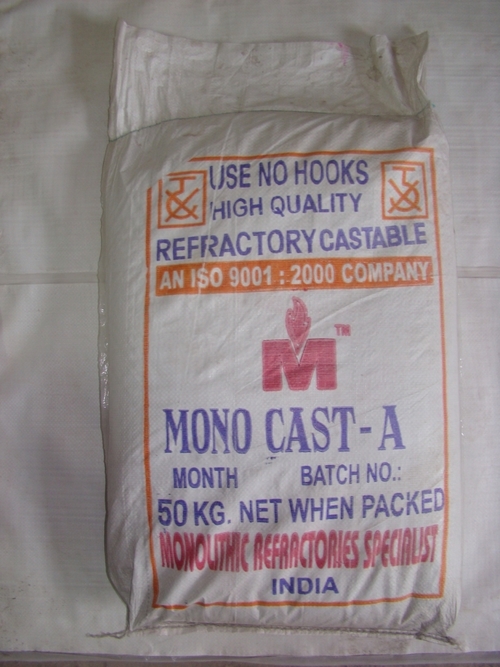 USE NO HOOKS
HIGH QUALITY
REFRACTORY CASTABLE
AN ISO 9001 : 2000 COMPANY
M TM
MONO CAST-A
MONTH BATCH NO.:
50 KG. NET WHEN PACKED
MONOLITHIC REFRACTORIES SPECIALIST
INDIA